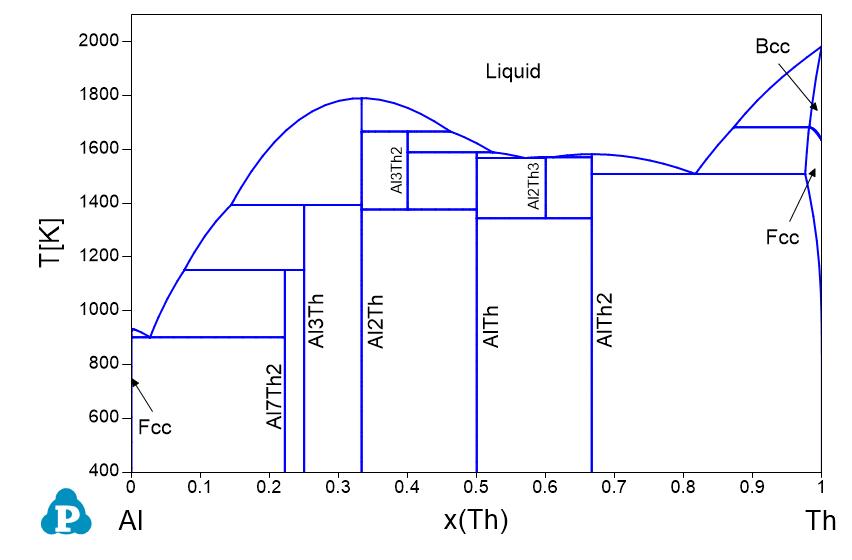 2000
Bcc
Liquid
1800
1600
Al3Th2
Al2Th3
1400
T[K]
Fcc
1200
1000
Al3Th
Al2Th
AlTh
AlTh2
800
Al7Th2
600
Fcc
400
0 0.1 0.2 0.3 0.4 0.5 0.6 0.7 0.8 0.9 1
P
Al x(Th) Th